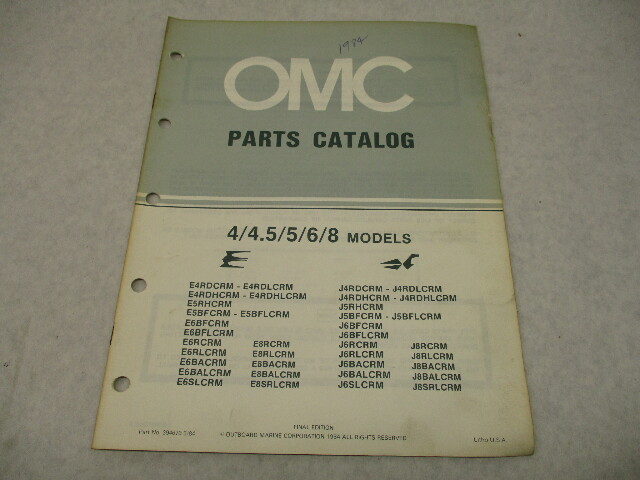 1984
OMC
PARTS CATALOG
4/4.5/5/6/8 MODELS
E4RDCRM - E4RDLCRM
E4RDHCRM - E4RDHLCRM
E5RHCRM
E5BFCRM - E5BFLCRM
E6BFCRM
E6BFLCRM
E6RCRM E8RCRM
E6RLCRM E8RLCRM
E6BACRM E8BACRM
E6BALCRM E8BALCRM
E6SLCRM E8SRLCRM
J4RDCRM - J4RDLCRM
J4RDHCRM - J4RDHLCRM
J5RHCRM
J5BFCRM - J5BFLCRM
J6BFCRM
J6BFLCRM
J6RCRM J8RCRM
J6RLCRM J8RLCRM
J6BACRM J8BACRM
J6BALCRM J8BALCRM
J6SLCRM J8SRLCRM
FINAL EDITION
Part No.
© OUTBOARD MARINE CORPORATION, 1984 ALL RIGHTS RESERVED
U.S.A.